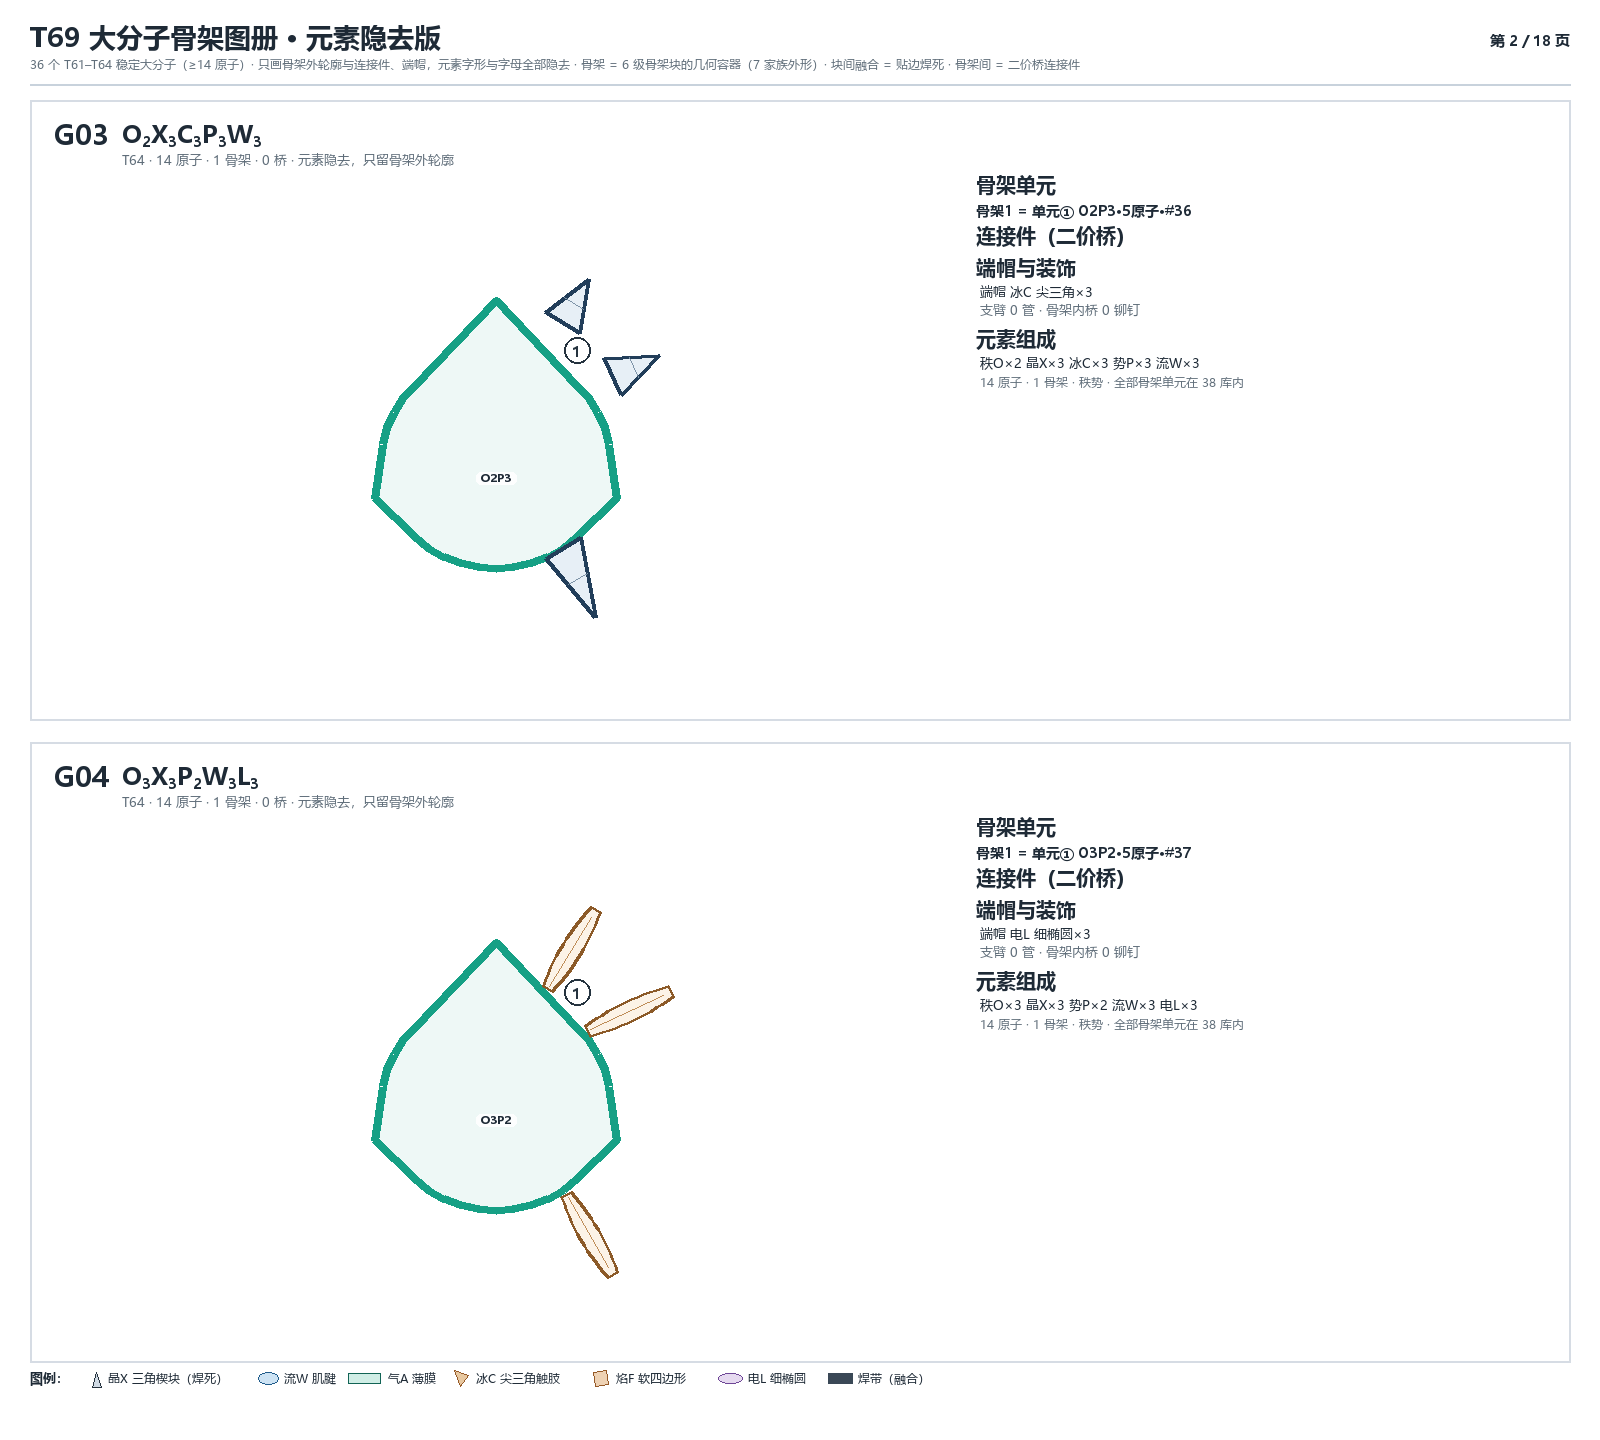 T69 大分子骨架图册 • 元素隐去版
第 2 / 18 页
36 个 T61–T64 稳定大分子（≥14 原子）· 只画骨架外轮廓与连接件、端帽，元素字形与字母全部隐去 · 骨架 = 6 级骨架块的几何容器（7 家族外形）· 块间融合 = 贴边焊死 · 骨架间 = 二价桥连接件
G03 O₂X₃C₃P₃W₃
T64 · 14 原子 · 1 骨架 · 0 桥 · 元素隐去，只留骨架外轮廓
骨架单元
骨架1 = 单元① O2P3•5原子•#36
连接件（二价桥）
端帽与装饰
端帽 冰C 尖三角×3
支臂 0 管 · 骨架内桥 0 铆钉
元素组成
秩O×2 晶X×3 冰C×3 势P×3 流W×3
14 原子 · 1 骨架 · 秩势 · 全部骨架单元在 38 库内
1
O2P3
G04 O₃X₃P₂W₃L₃
T64 · 14 原子 · 1 骨架 · 0 桥 · 元素隐去，只留骨架外轮廓
骨架单元
骨架1 = 单元① O3P2•5原子•#37
连接件（二价桥）
端帽与装饰
端帽 电L 细椭圆×3
支臂 0 管 · 骨架内桥 0 铆钉
元素组成
秩O×3 晶X×3 势P×2 流W×3 电L×3
14 原子 · 1 骨架 · 秩势 · 全部骨架单元在 38 库内
1
O3P2
图例： 晶X 三角楔块（焊死） 流W 肌腱 气A 薄膜 冰C 尖三角触肢 焰F 软四边形 电L 细椭圆 焊带（融合）